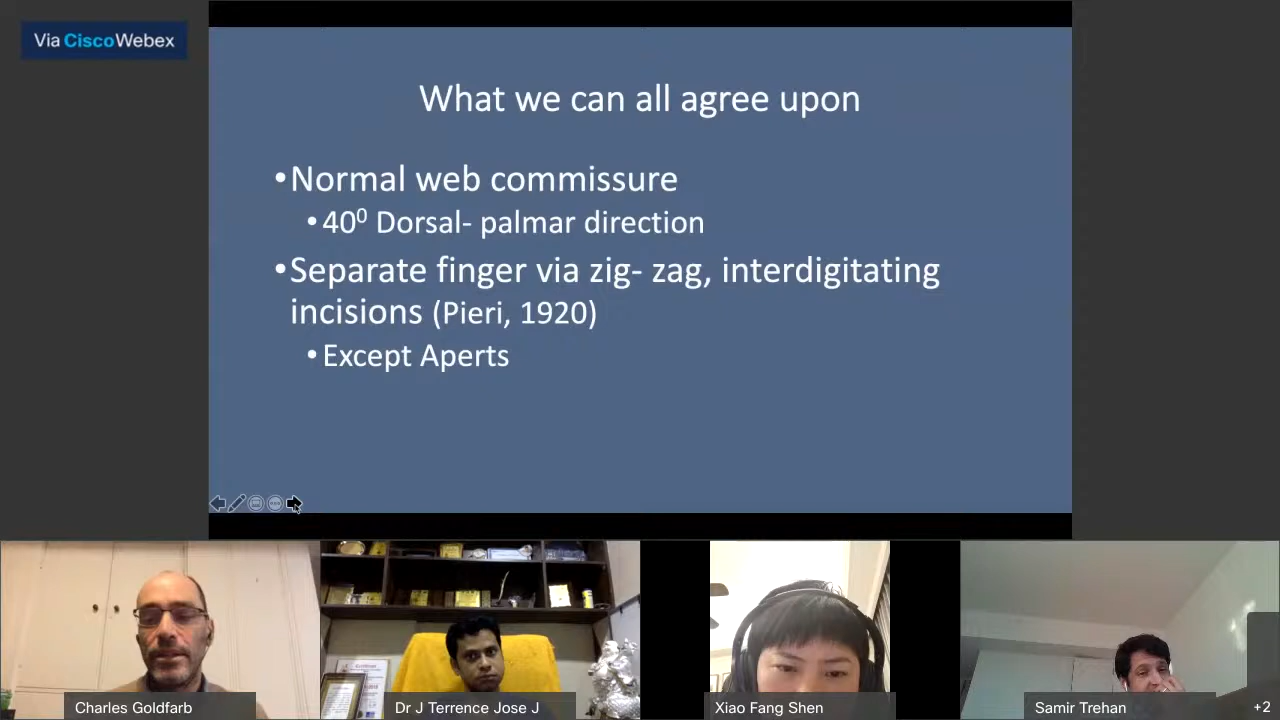 Via CiscoWebex
What we can all agree upon
•Normal web commissure
•40⁰ Dorsal- palmar direction
•Separate finger via zig- zag, interdigitating
incisions (Pieri, 1920)
•Except Aperts
Charles Goldfarb
Dr J Terrence Jose J
Xiao Fang Shen
Samir Trehan
+2